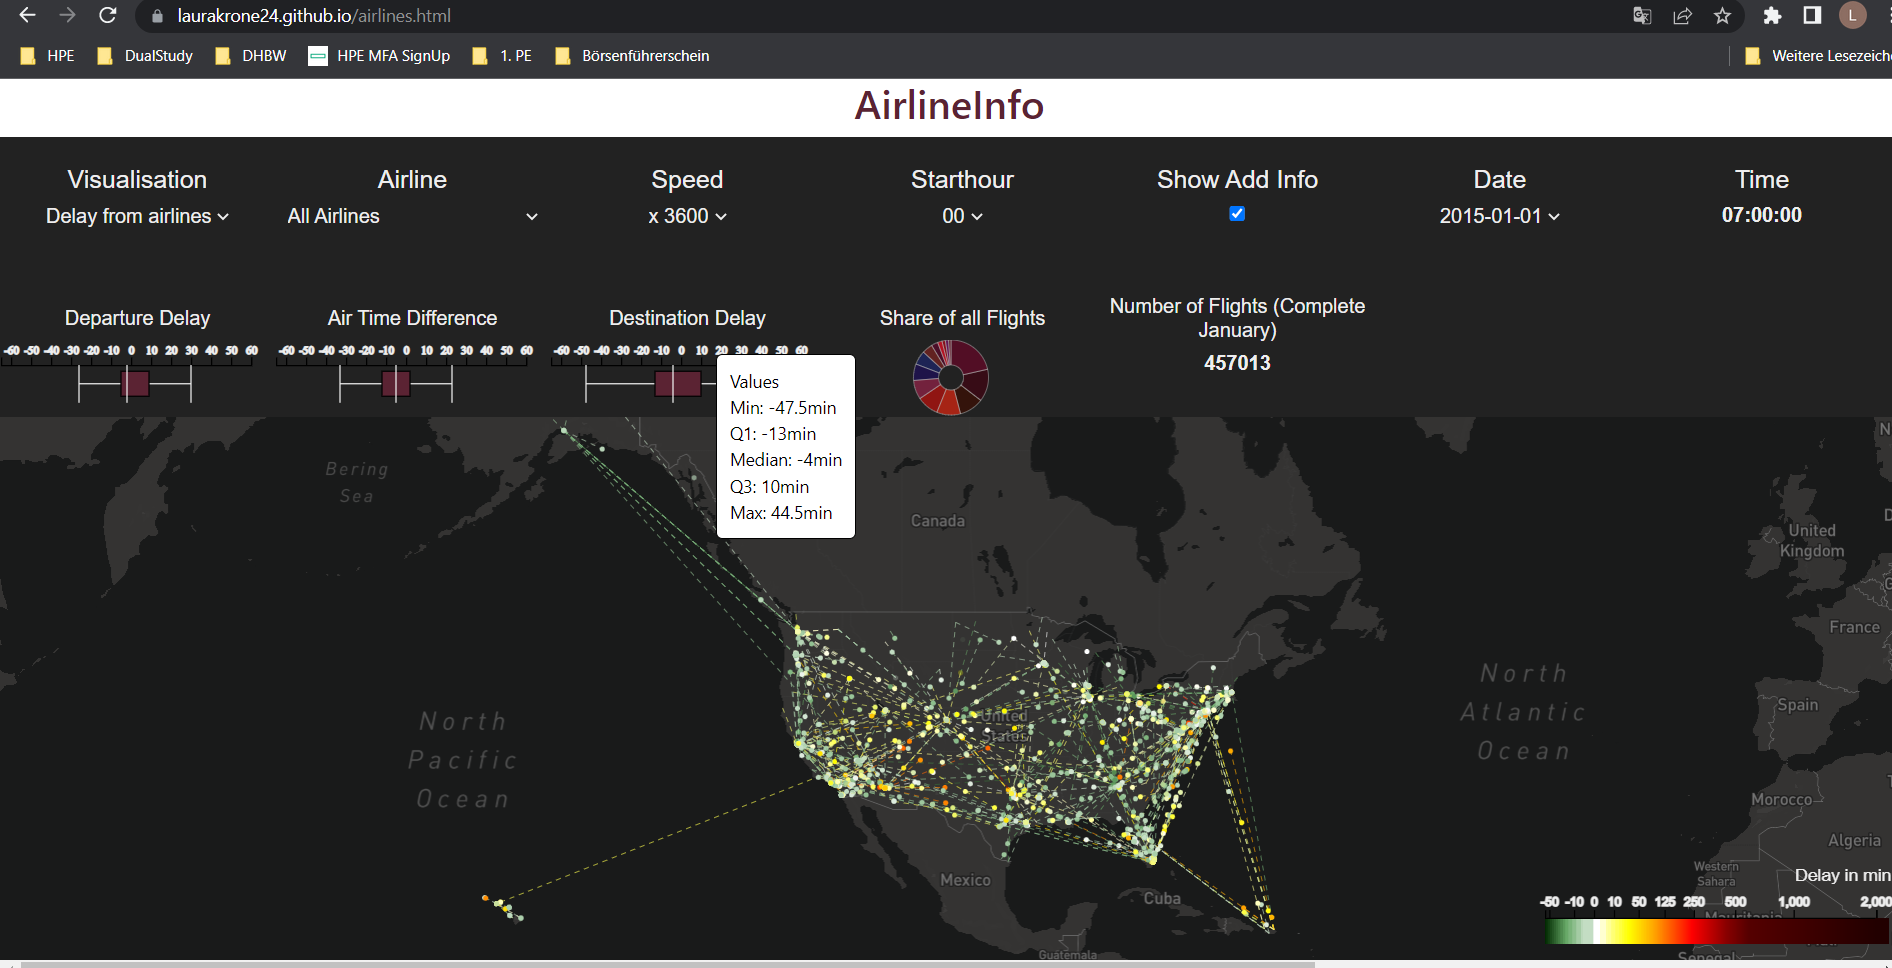 laurakrone24.github.io/airlines.html
L
HPE
DualStudy
DHBW
HPE MFA SignUp
1. PE
Börsenführerschein
Weitere Lesezeiche
AirlineInfo
Visualisation
Airline
Speed
Starthour
Show Add Info
Date
Time
Delay from airlines
All Airlines
x 3600
00
2015-01-01
07:00:00
Departure Delay
Air Time Difference
Destination Delay
Share of all Flights
Number of Flights (Complete
January)
457013
-60 -50 -40 -30 -20 -10 0 10 20 30 40 50 60
-60 -50 -40 -30 -20 -10 0 10 20 30 40 50 60
-60 -50 -40 -30 -20 -10 0 10 20 30 40 50 60
Values
Min: -47.5min
Q1: -13min
Median: -4min
Q3: 10min
Max: 44.5min
Bering
Sea
Canada
N
United
Kingdom
France
Spain
North
Pacific
Ocean
United
States
North
Atlantic
Ocean
Morocco
Algeria
Western
Sahara
Mexico
Cuba
Guatemala
Delay in min
-50 -10 0 10 50 125 250 500 1,000 2,000
Mauritania
Mali
Senegal